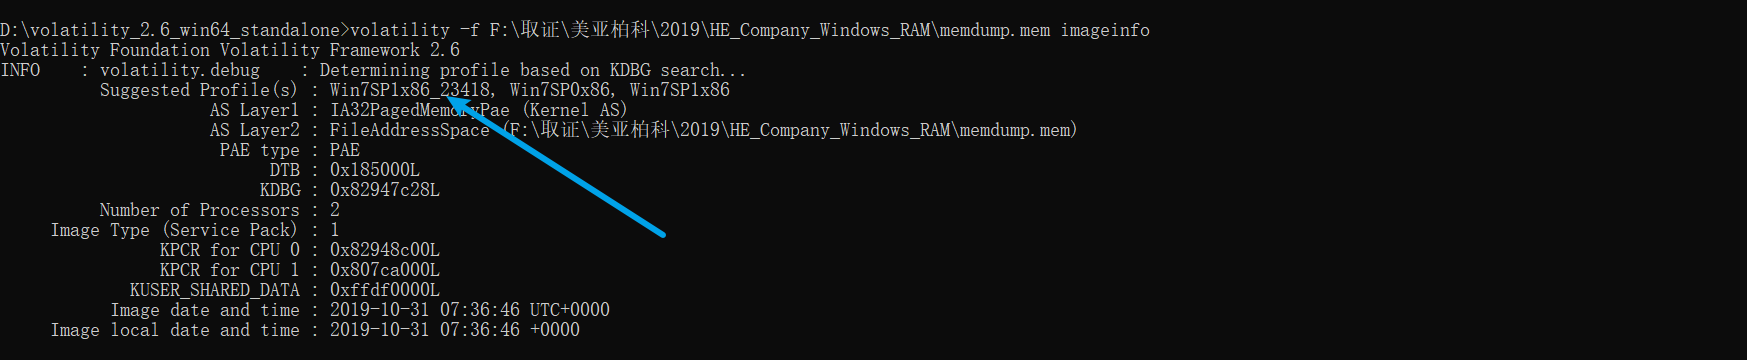 D:\volatility_2.6_win64_standalone>volatility -f F:\取证\美亚柏科\2019\HE_Company_Windows_RAM\memdump.mem imageinfo
Volatility Foundation Volatility Framework 2.6
INFO    : volatility.debug    : Determining profile based on KDBG search...
          Suggested Profile(s) : Win7SP1x86_23418, Win7SP0x86, Win7SP1x86
                     AS Layer1 : IA32PagedMemoryPae (Kernel AS)
                     AS Layer2 : FileAddressSpace (F:\取证\美亚柏科\2019\HE_Company_Windows_RAM\memdump.mem)
                      PAE type : PAE
                           DTB : 0x185000L
                          KDBG : 0x82947c28L
          Number of Processors : 2
     Image Type (Service Pack) : 1
                KPCR for CPU 0 : 0x82948c00L
                KPCR for CPU 1 : 0x807ca000L
             KUSER_SHARED_DATA : 0xffdf0000L
           Image date and time : 2019-10-31 07:36:46 UTC+0000
     Image local date and time : 2019-10-31 07:36:46 +0000